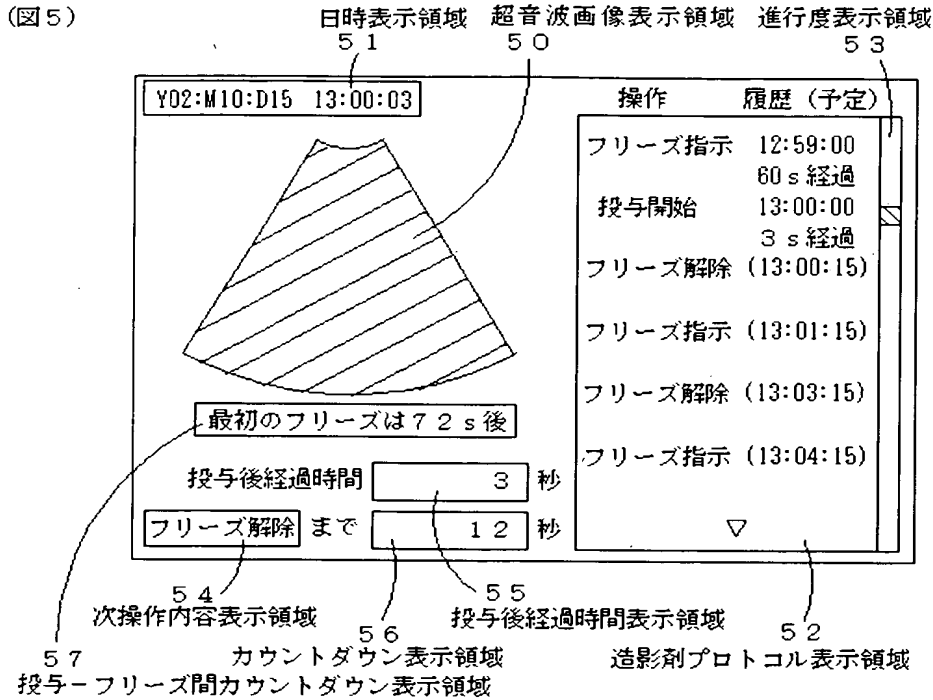 (図5)
日時表示領域 超音波画像表示領域 進行度表示領域
51 50 53
Y02:M10:D15 13:00:03
操作 履歴(予定)
フリーズ指示 12:59:00
60s経過
投与開始 13:00:00
3s経過
フリーズ解除 (13:00:15)
フリーズ指示 (13:01:15)
フリーズ解除 (13:03:15)
フリーズ指示 (13:04:15)
▽
最初のフリーズは72s後
投与後経過時間 3 秒
フリーズ解除 まで 12 秒
54 55
次操作内容表示領域 投与後経過時間表示領域
56 52
57 カウントダウン表示領域 造影剤プロトコル表示領域
投与-フリーズ間カウントダウン表示領域